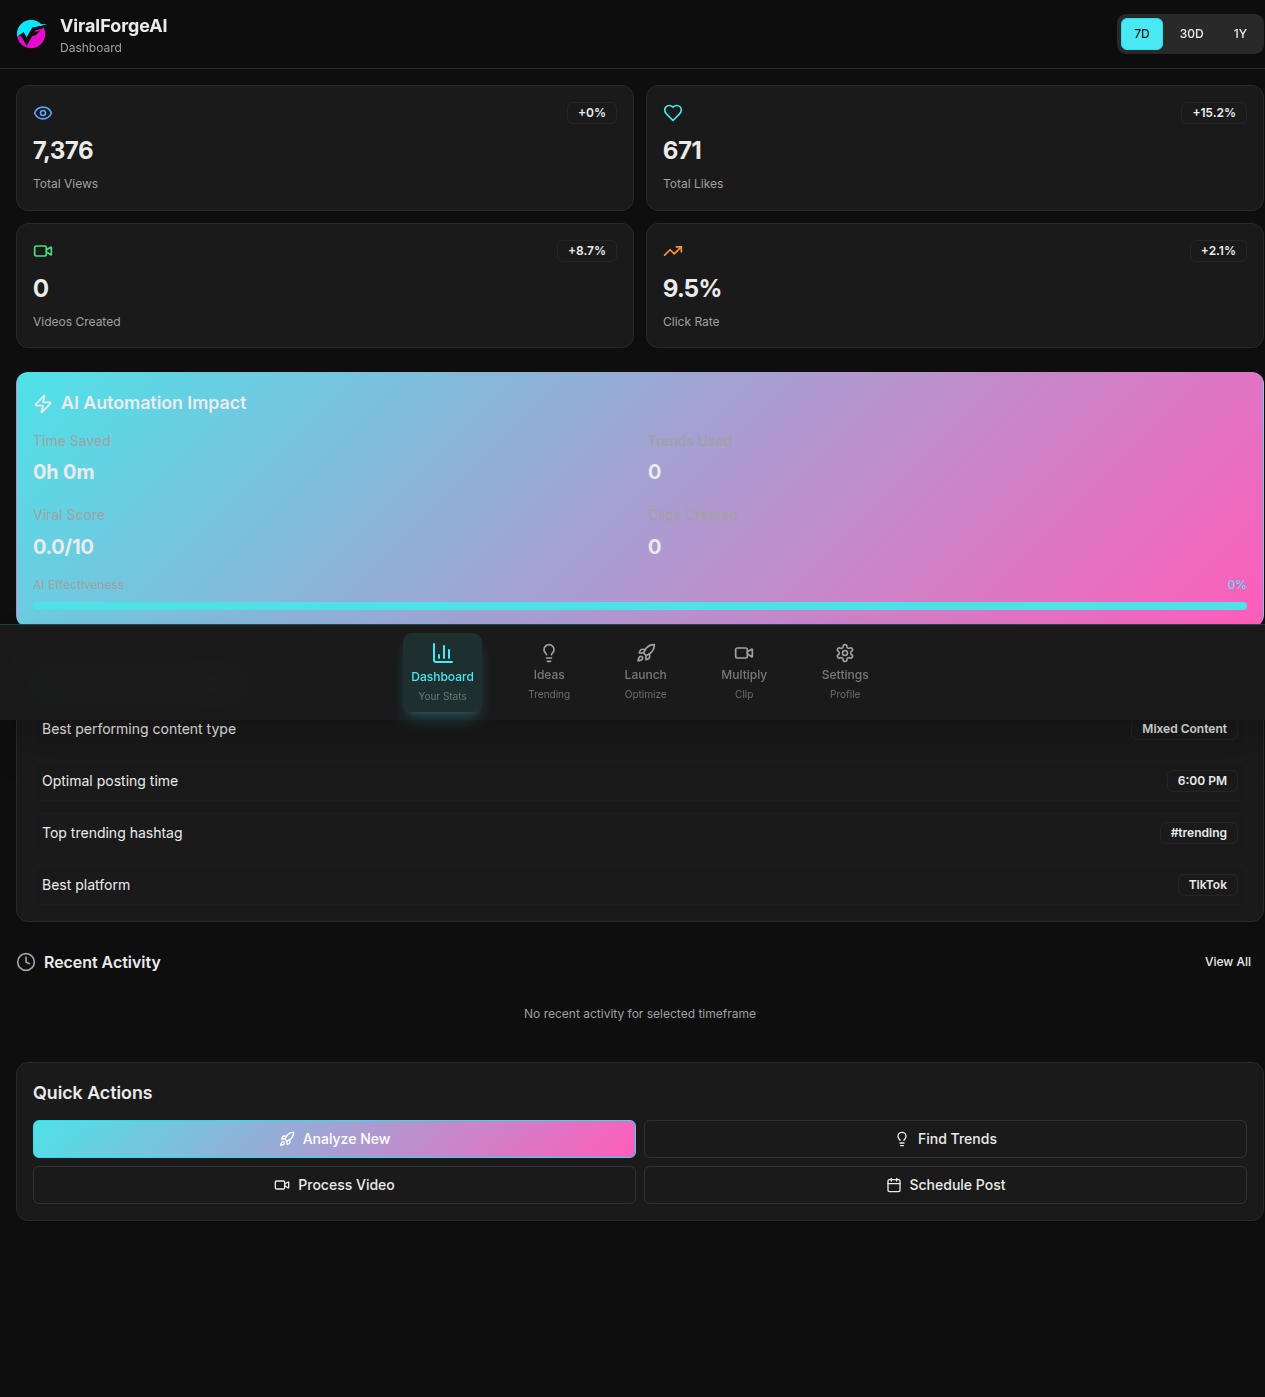 ViralForgeAI
Dashboard
7D 30D 1Y
+0%
7,376
Total Views
+15.2%
671
Total Likes
+8.7%
0
Videos Created
+2.1%
9.5%
Click Rate
AI Automation Impact
Time Saved
0h 0m
Trends Used
0
Viral Score
0.0/10
Clips Created
0
AI Effectiveness 0%
Dashboard
Your Stats
Ideas
Trending
Launch
Optimize
Multiply
Clip
Settings
Profile
Best performing content type Mixed Content
Optimal posting time 6:00 PM
Top trending hashtag #trending
Best platform TikTok
Recent Activity View All
No recent activity for selected timeframe
Quick Actions
Analyze New
Find Trends
Process Video
Schedule Post